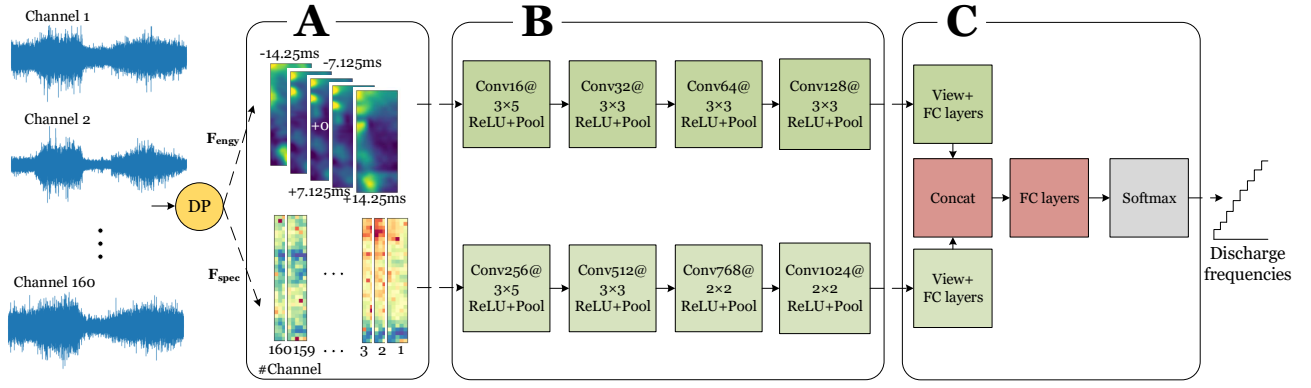 Channel 1
Channel 2
Channel 160
DP
F_engy
F_spec
A
-14.25ms
-7.125ms
+0
+7.125ms
+14.25ms
. . .
160 159 . . . 3 2 1
#Channel
B
Conv16@
3×5
ReLU+Pool
Conv32@
3×3
ReLU+Pool
Conv64@
3×3
ReLU+Pool
Conv128@
3×3
ReLU+Pool
Conv256@
3×5
ReLU+Pool
Conv512@
3×3
ReLU+Pool
Conv768@
2×2
ReLU+Pool
Conv1024@
2×2
ReLU+Pool
C
View+
FC layers
Concat
FC layers
Softmax
View+
FC layers
Discharge
frequencies